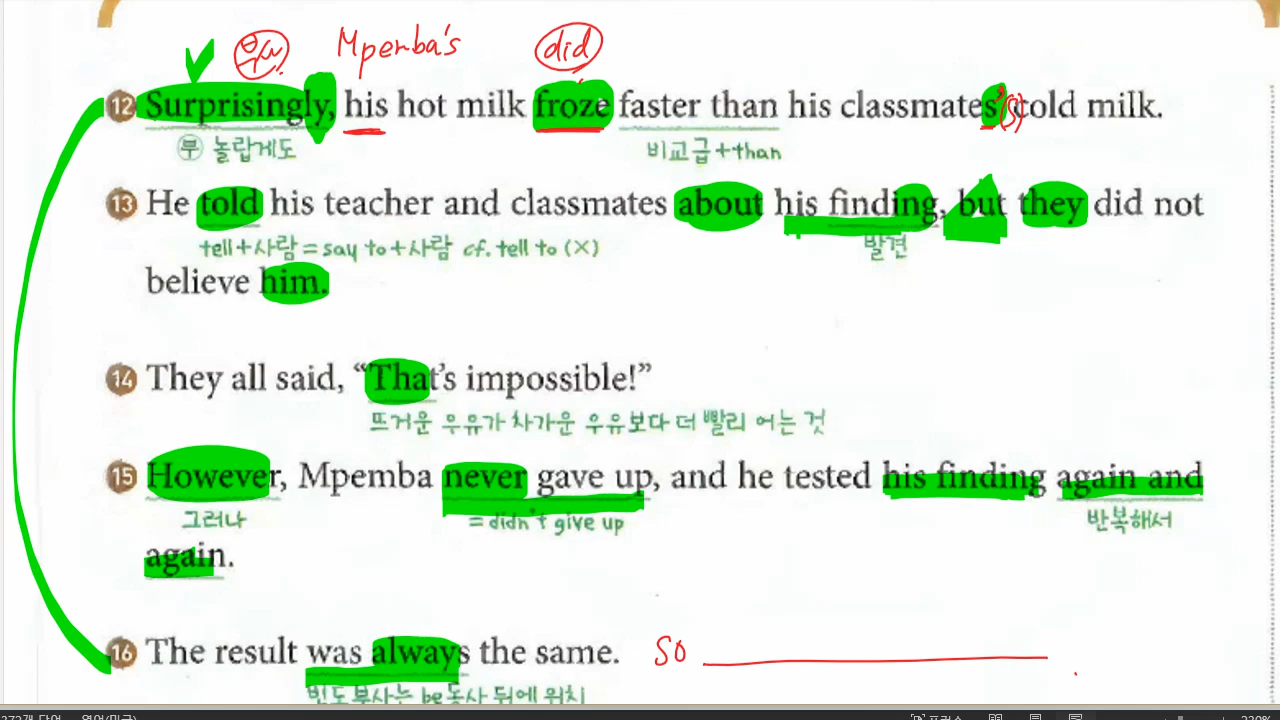 부사 Mpemba's did
⑫ Surprisingly, his hot milk froze faster than his classmates' (s) cold milk.
㉾ 놀랍게도 비교급+than
⑬ He told his teacher and classmates about his finding, but they did not
tell+사람=say to+사람 cf. tell to (×) 발견
believe him.
⑭ They all said, “That’s impossible!”
뜨거운 우유가 차가운 우유보다 더 빨리 어는 것
⑮ However, Mpemba never gave up, and he tested his finding again and
그러나 = didn't give up 반복해서
again.
⑯ The result was always the same. so
빈도부사는 be동사 뒤에 위치